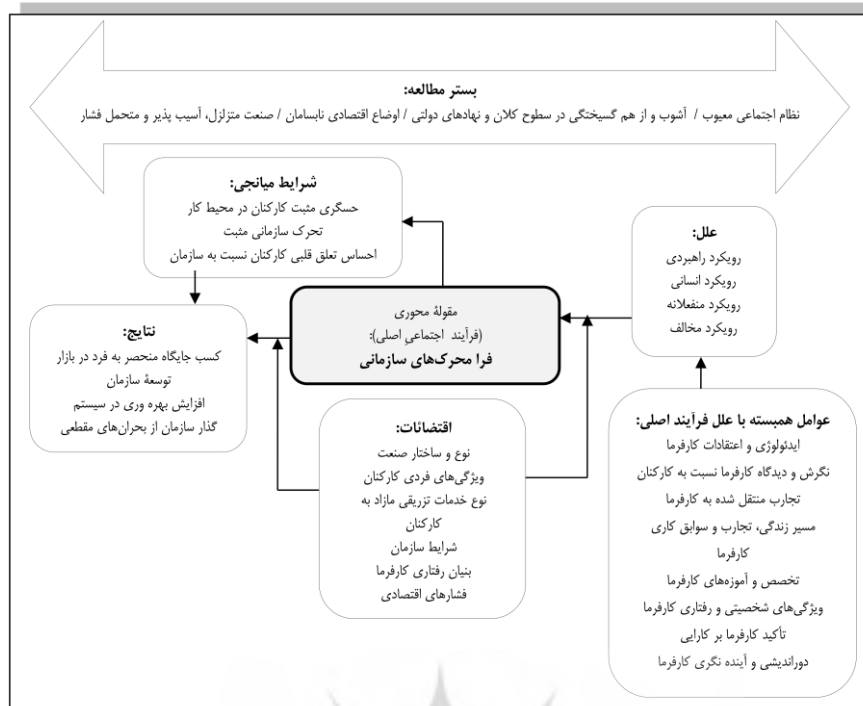 بستر مطالعه:
نظام اجتماعی معیوب / آشوب و از هم گسیختگی در سطوح کلان و نهادهای دولتی / اوضاع اقتصادی نابسامان / صنعت متزلزل، آسیب پذیر و متحمل فشار
علل:
رویکرد راهبردی
رویکرد انسانی
رویکرد منفعلانه
رویکرد مخالف
عوامل همبسته با علل فرآیند اصلی:
ایدئولوژی و اعتقادات کارفرما
نگرش و دیدگاه کارفرما نسبت به کارکنان
تجارب منتقل شده به کارفرما
مسیر زندگی، تجارب و سوابق کاری
کارفرما
تخصص و آموزه‌های کارفرما
ویژگی‌های شخصیتی و رفتاری کارفرما
تأکید کارفرما بر کارایی
دوراندیشی و آینده نگری کارفرما
مقولهٔ محوری
(فرآیند اجتماعیِ اصلی):
فرا محرک‌های سازمانی
اقتضائات:
نوع و ساختار صنعت
ویژگی‌های فردی کارکنان
نوع خدمات تزریقی مازاد به
کارکنان
شرایط سازمان
بنیان رفتاری کارفرما
فشارهای اقتصادی
شرایط میانجی:
حسگری مثبت کارکنان در محیط کار
تحرک سازمانی مثبت
احساس تعلق قلبی کارکنان نسبت به سازمان
نتایج:
کسب جایگاه منحصر به فرد در بازار
توسعهٔ سازمان
افزایش بهره وری در سیستم
گذار سازمان از بحران‌های مقطعی